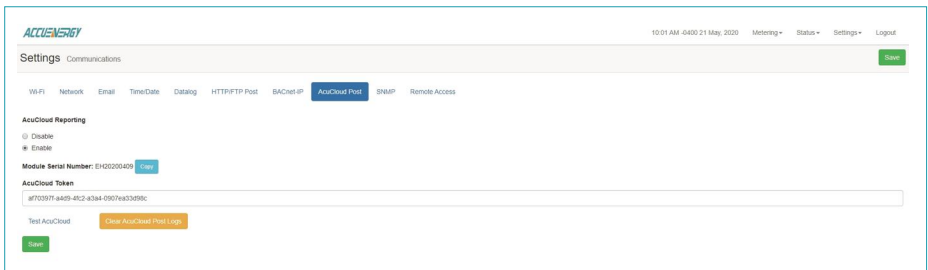 ACCUENERGY
10:01 AM -0400 21 May, 2020 Metering Status Settings Logout
Settings Communications Save
Wi-Fi Network Email Time/Date Datalog HTTP/FTP Post BACnet-IP AcuCloud Post SNMP Remote Access
AcuCloud Reporting
Disable
Enable
Module Serial Number: EH20200409 Copy
AcuCloud Token
af70397f-a4d9-4fc2-a3a4-0907ea33d98c
Test AcuCloud Clear AcuCloud Post Logs
Save